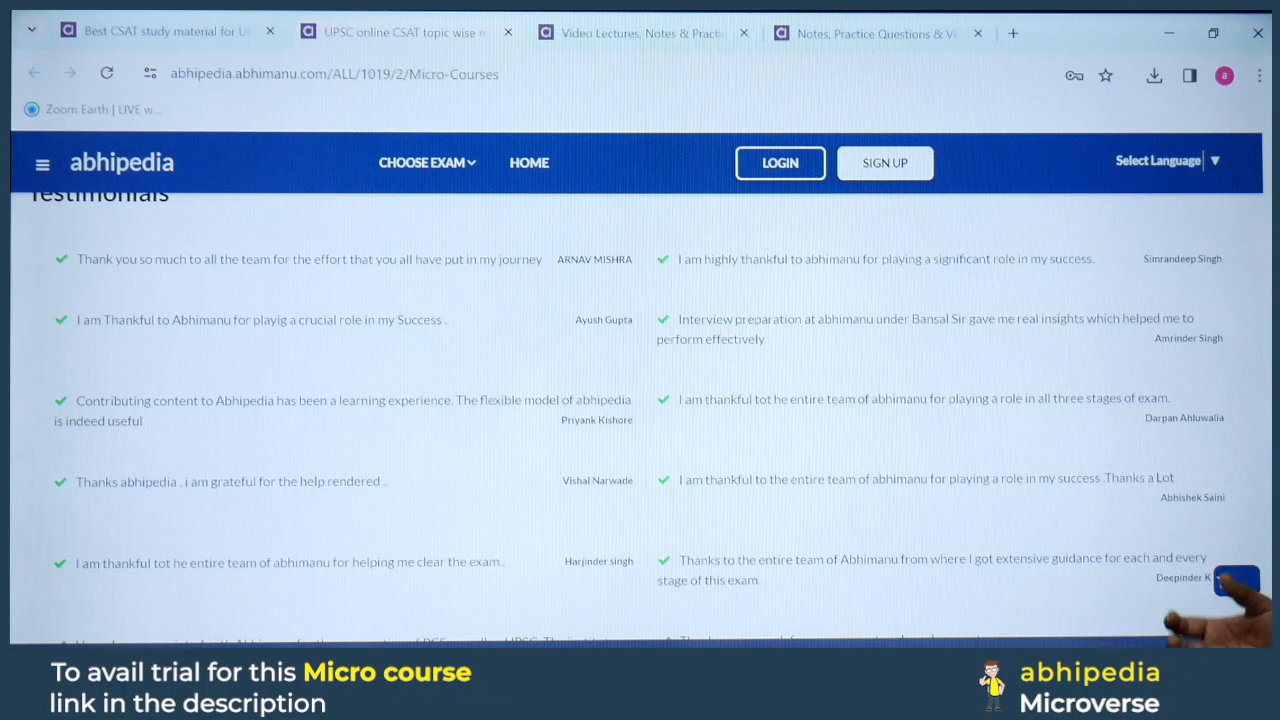 Best CSAT study material for U
UPSC online CSAT topic wise
Video Lectures, Notes & Practi
Notes, Practice Questions & Vi
abhipedia.abhimanu.com/ALL/1019/2/Micro-Courses
a
Zoom Earth | LIVE w...
abhipedia
CHOOSE EXAM
HOME
LOGIN
SIGN UP
Select Language
Testimonials
Thank you so much to all the team for the effort that you all have put in my journey
ARNAV MISHRA
I am highly thankful to abhimanu for playing a significant role in my success.
Simrandeep Singh
I am Thankful to Abhimanu for playig a crucial role in my Success .
Ayush Gupta
Interview preparation at abhimanu under Bansal Sir gave me real insights which helped me to
perform effectively
Amrinder Singh
Contributing content to Abhipedia has been a learning experience. The flexible model of abhipedia
is indeed useful
Priyank Kishore
I am thankful tot he entire team of abhimanu for playing a role in all three stages of exam.
Darpan Ahluwalia
Thanks abhipedia . i am grateful for the help rendered ..
Vishal Narwade
I am thankful to the entire team of abhimanu for playing a role in my success .Thanks a Lot
Abhishek Saini
I am thankful tot he entire team of abhimanu for helping me clear the exam..
Harjinder singh
Thanks to the entire team of Abhimanu from where I got extensive guidance for each and every
stage of this exam.
Deepinder K
To avail trial for this Micro course
link in the description
abhipedia
Microverse